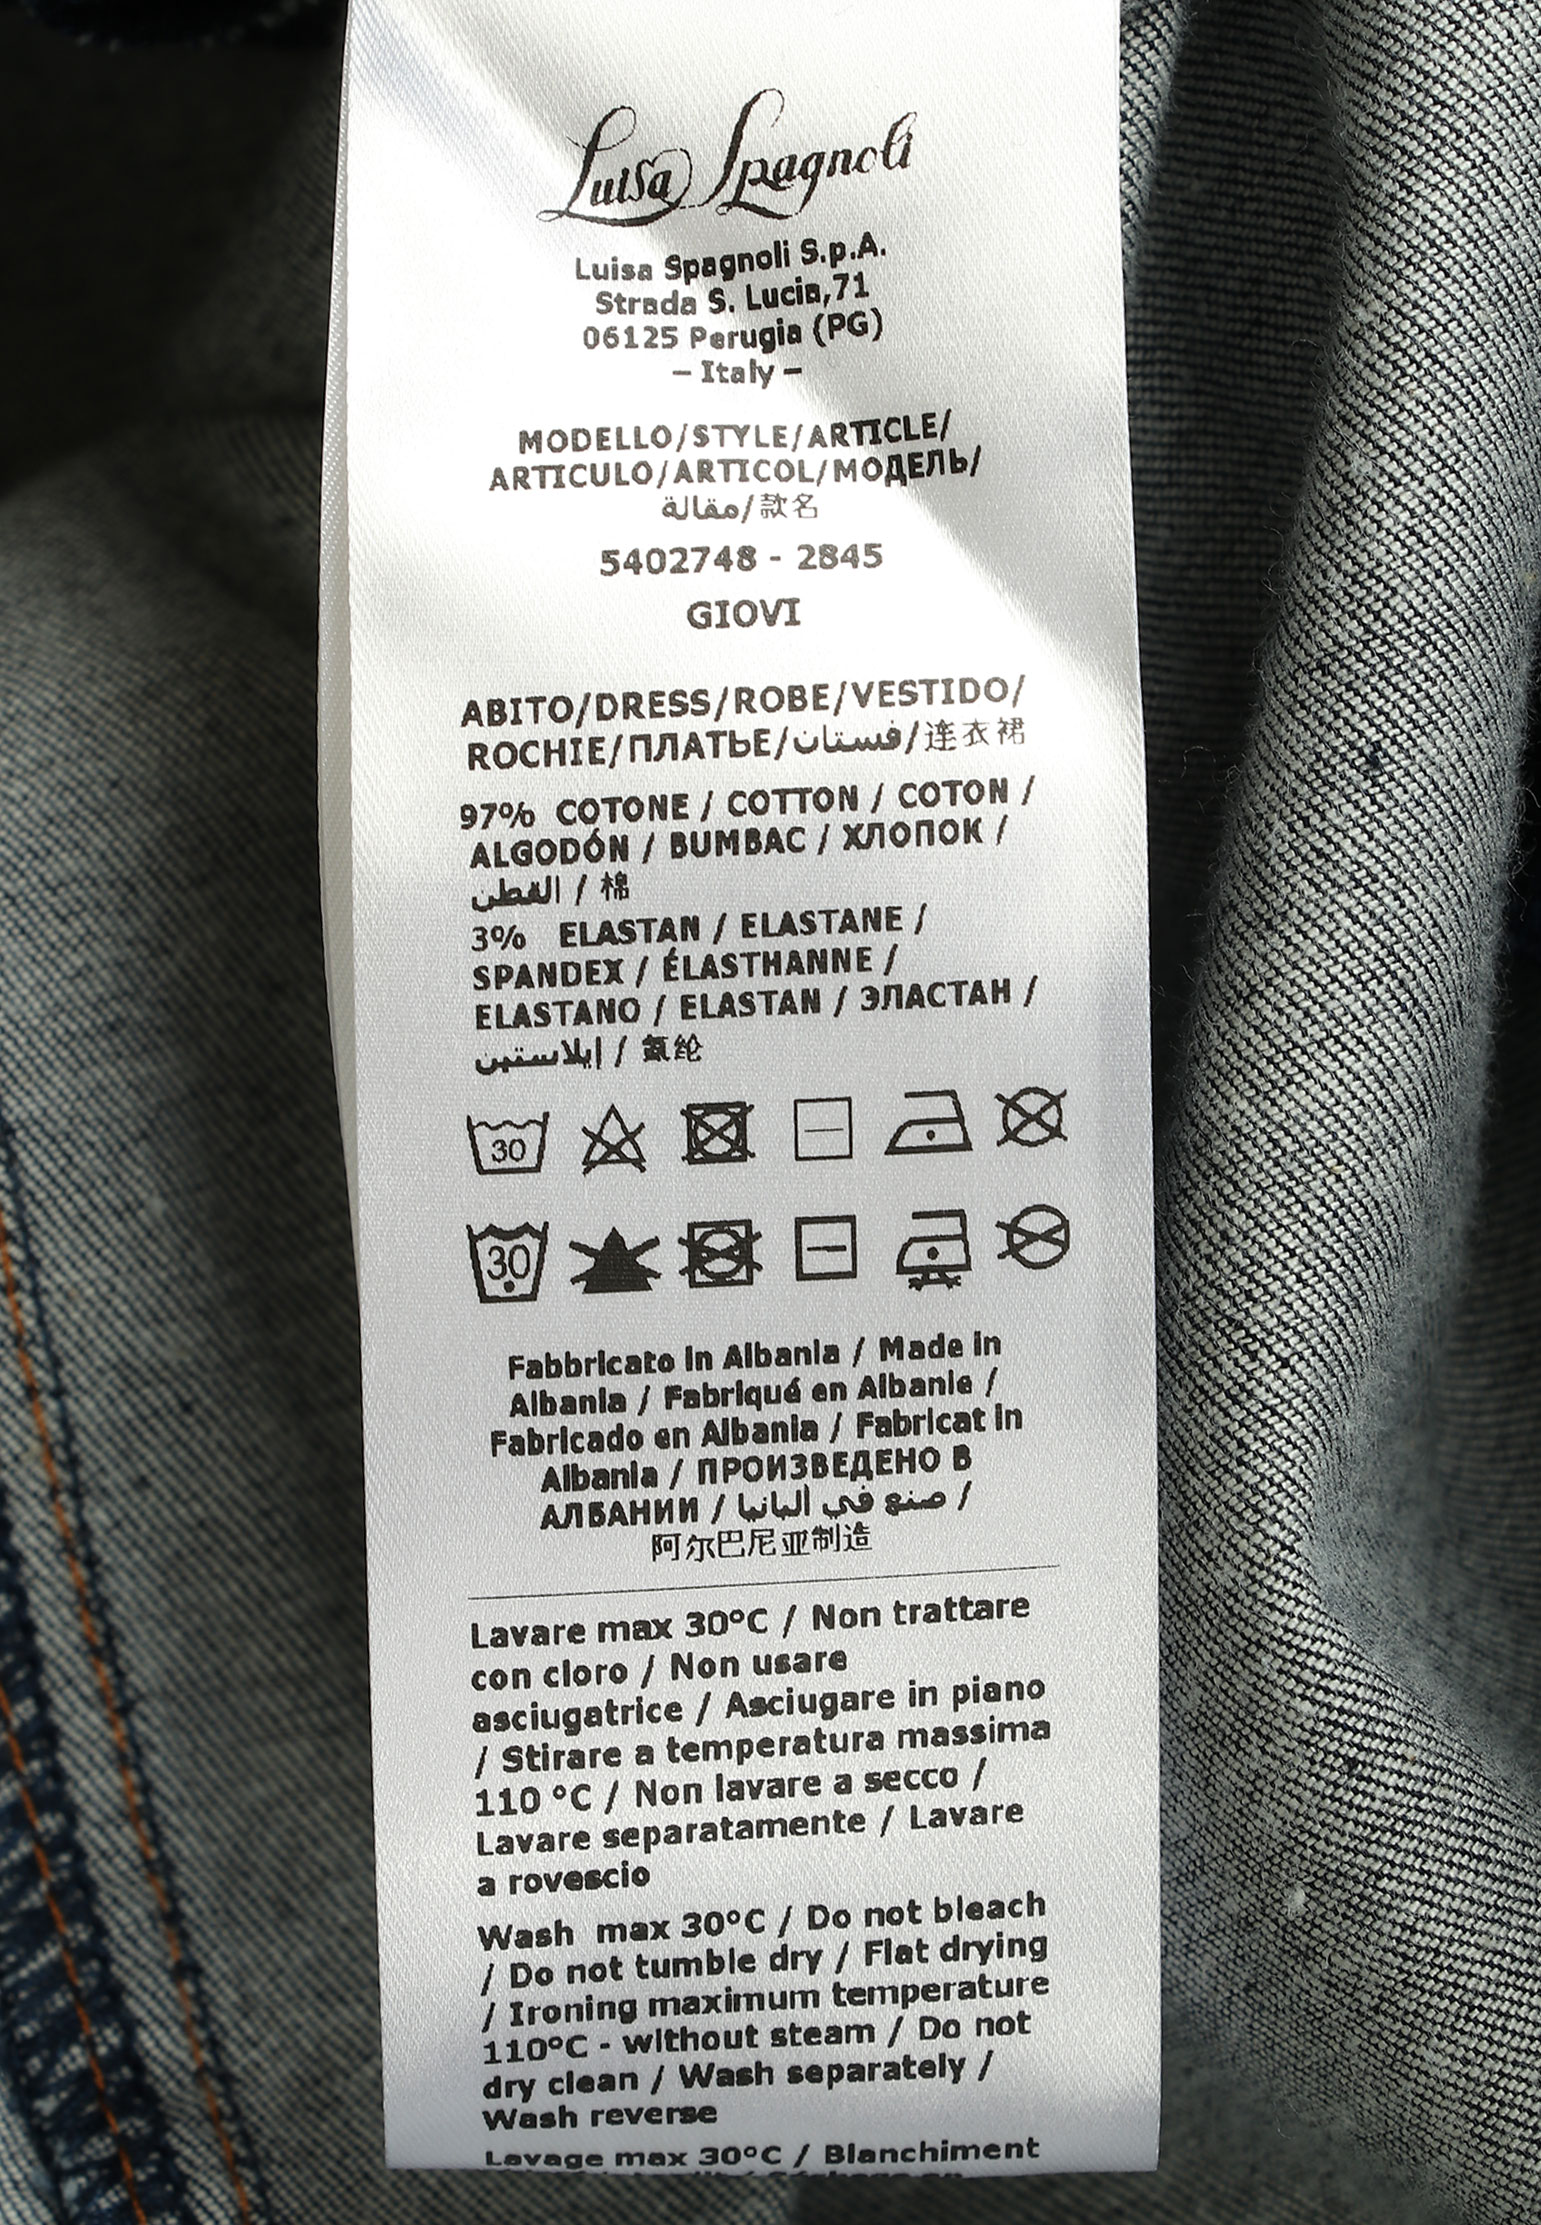 Luisa Spagnoli
Luisa Spagnoli S.p.A.
Strada S. Lucia,71
06125 Perugia (PG)
– Italy –
MODELLO/STYLE/ARTICLE/
ARTICULO/ARTICOL/МОДЕЛЬ/
مقالة/款名
5402748 - 2845
GIOVI
ABITO/DRESS/ROBE/VESTIDO/
ROCHIE/ПЛАТЬЕ/فستان/连衣裙
97% COTONE / COTTON / COTON /
ALGODÓN / BUMBAC / ХЛОПОК /
القطن / 棉
3% ELASTAN / ELASTANE /
SPANDEX / ÉLASTHANNE /
ELASTANO / ELASTAN / ЭЛАСТАН /
إيلاستين / 氨纶
30
30
Fabbricato in Albania / Made in
Albania / Fabriqué en Albanie /
Fabricado en Albania / Fabricat in
Albania / ПРОИЗВЕДЕНО В
АЛБАНИИ / صنع في ألبانيا /
阿尔巴尼亚制造
Lavare max 30°C / Non trattare
con cloro / Non usare
asciugatrice / Asciugare in piano
/ Stirare a temperatura massima
110 °C / Non lavare a secco /
Lavare separatamente / Lavare
a rovescio
Wash max 30°C / Do not bleach
/ Do not tumble dry / Flat drying
/ Ironing maximum temperature
110°C - without steam / Do not
dry clean / Wash separately /
Wash reverse
Lavage max 30°C / Blanchiment